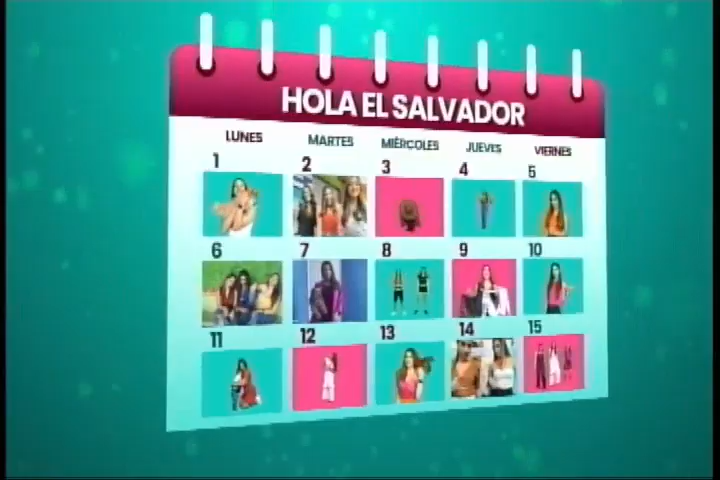 HOLA EL SALVADOR
LUNES MARTES MIÉRCOLES JUEVES VIERNES
1 2 3 4 5
6 7 8 9 10
11 12 13 14 15